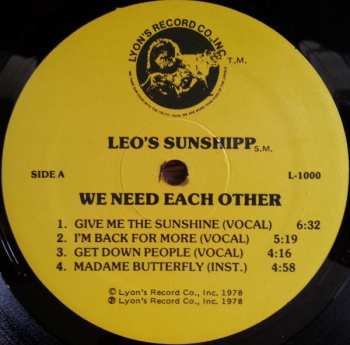 LYON'S RECORD CO., INC.
T.M.
LEO'S SUNSHIPP S.M.
SIDE A
L-1000
WE NEED EACH OTHER
1. GIVE ME THE SUNSHINE (VOCAL) 6:32
2. I'M BACK FOR MORE (VOCAL) 5:19
3. GET DOWN PEOPLE (VOCAL) 4:16
4. MADAME BUTTERFLY (INST.) 4:58
© Lyon's Record Co., Inc. 1978
℗ Lyon's Record Co., Inc. 1978